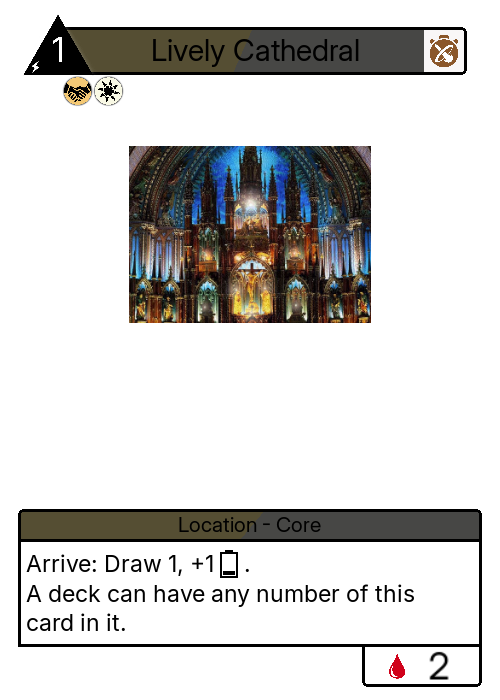 1
Lively Cathedral
Location - Core
Arrive: Draw 1, +1 .
A deck can have any number of this
card in it.
2